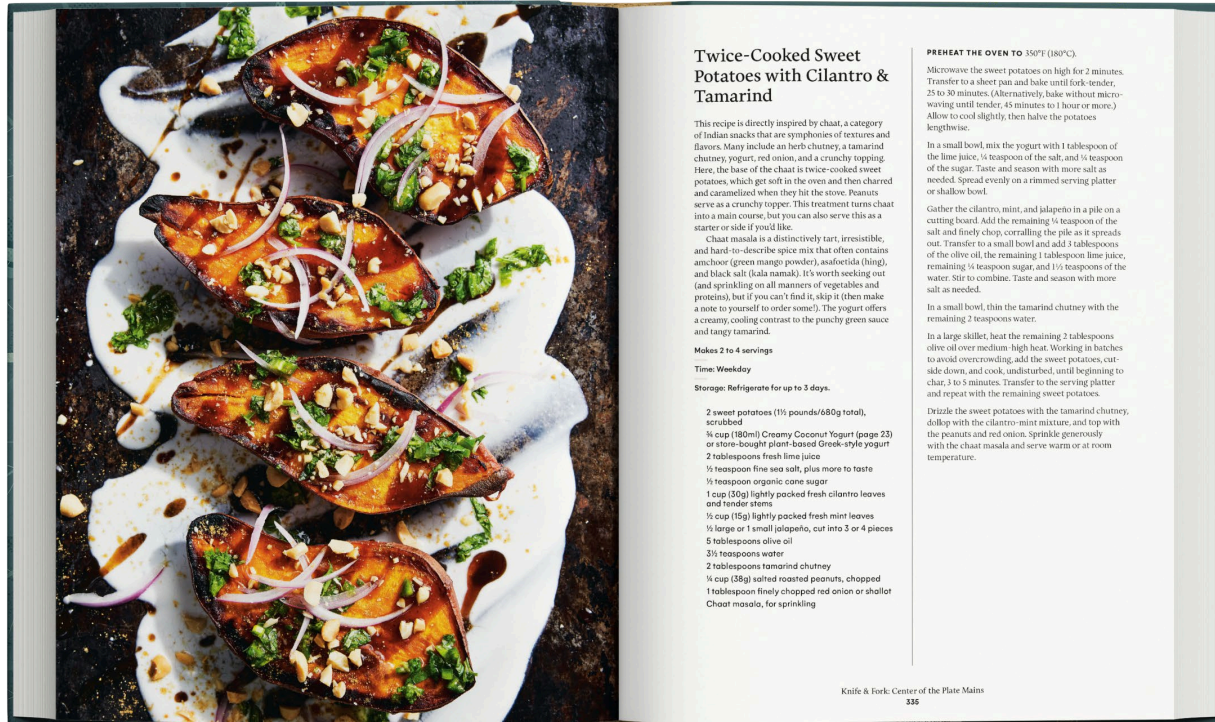 Twice-Cooked Sweet
Potatoes with Cilantro &
Tamarind
This recipe is directly inspired by chaat, a category
of Indian snacks that are symphonies of textures and
flavors. Many include an herb chutney, a tamarind
chutney, yogurt, red onion, and a crunchy topping.
Here, the base of the chaat is twice-cooked sweet
potatoes, which get soft in the oven and then charred
and caramelized when they hit the stove. Peanuts
serve as a crunchy topper. This treatment turns chaat
into a main course, but you can also serve this as a
starter or side if you'd like.
Chaat masala is a distinctively tart, irresistible,
and hard-to-describe spice mix that often contains
amchoor (green mango powder), asafoetida (hing),
and black salt (kala namak). It's worth seeking out
(and sprinkling on all manners of vegetables and
proteins), but if you can't find it, skip it (then make
a note to yourself to order some!). The yogurt offers
a creamy, cooling contrast to the punchy green sauce
and tangy tamarind.
Makes 2 to 4 servings
Time: Weekday
Storage: Refrigerate for up to 3 days.
2 sweet potatoes (1½ pounds/680g total),
scrubbed
¾ cup (180ml) Creamy Coconut Yogurt (page 23)
or store-bought plant-based Greek-style yogurt
2 tablespoons fresh lime juice
½ teaspoon fine sea salt, plus more to taste
½ teaspoon organic cane sugar
1 cup (30g) lightly packed fresh cilantro leaves
and tender stems
½ cup (15g) lightly packed fresh mint leaves
½ large or 1 small jalapeño, cut into 3 or 4 pieces
5 tablespoons olive oil
3½ teaspoons water
2 tablespoons tamarind chutney
¼ cup (38g) salted roasted peanuts, chopped
1 tablespoon finely chopped red onion or shallot
Chaat masala, for sprinkling
PREHEAT THE OVEN TO 350°F (180°C).
Microwave the sweet potatoes on high for 2 minutes.
Transfer to a sheet pan and bake until fork-tender,
25 to 30 minutes. (Alternatively, bake without micro-
waving until tender, 45 minutes to 1 hour or more.)
Allow to cool slightly, then halve the potatoes
lengthwise.
In a small bowl, mix the yogurt with 1 tablespoon of
the lime juice, ¼ teaspoon of the salt, and ¼ teaspoon
of the sugar. Taste and season with more salt as
needed. Spread evenly on a rimmed serving platter
or shallow bowl.
Gather the cilantro, mint, and jalapeño in a pile on a
cutting board. Add the remaining ¼ teaspoon of the
salt and finely chop, corralling the pile as it spreads
out. Transfer to a small bowl and add 3 tablespoons
of the olive oil, the remaining 1 tablespoon lime juice,
remaining ¼ teaspoon sugar, and 1½ teaspoons of the
water. Stir to combine. Taste and season with more
salt as needed.
In a small bowl, thin the tamarind chutney with the
remaining 2 teaspoons water.
In a large skillet, heat the remaining 2 tablespoons
olive oil over medium-high heat. Working in batches
to avoid overcrowding, add the sweet potatoes, cut-
side down, and cook, undisturbed, until beginning to
char, 3 to 5 minutes. Transfer to the serving platter
and repeat with the remaining sweet potatoes.
Drizzle the sweet potatoes with the tamarind chutney,
dollop with the cilantro-mint mixture, and top with
the peanuts and red onion. Sprinkle generously
with the chaat masala and serve warm or at room
temperature.
Knife & Fork: Center of the Plate Mains
335